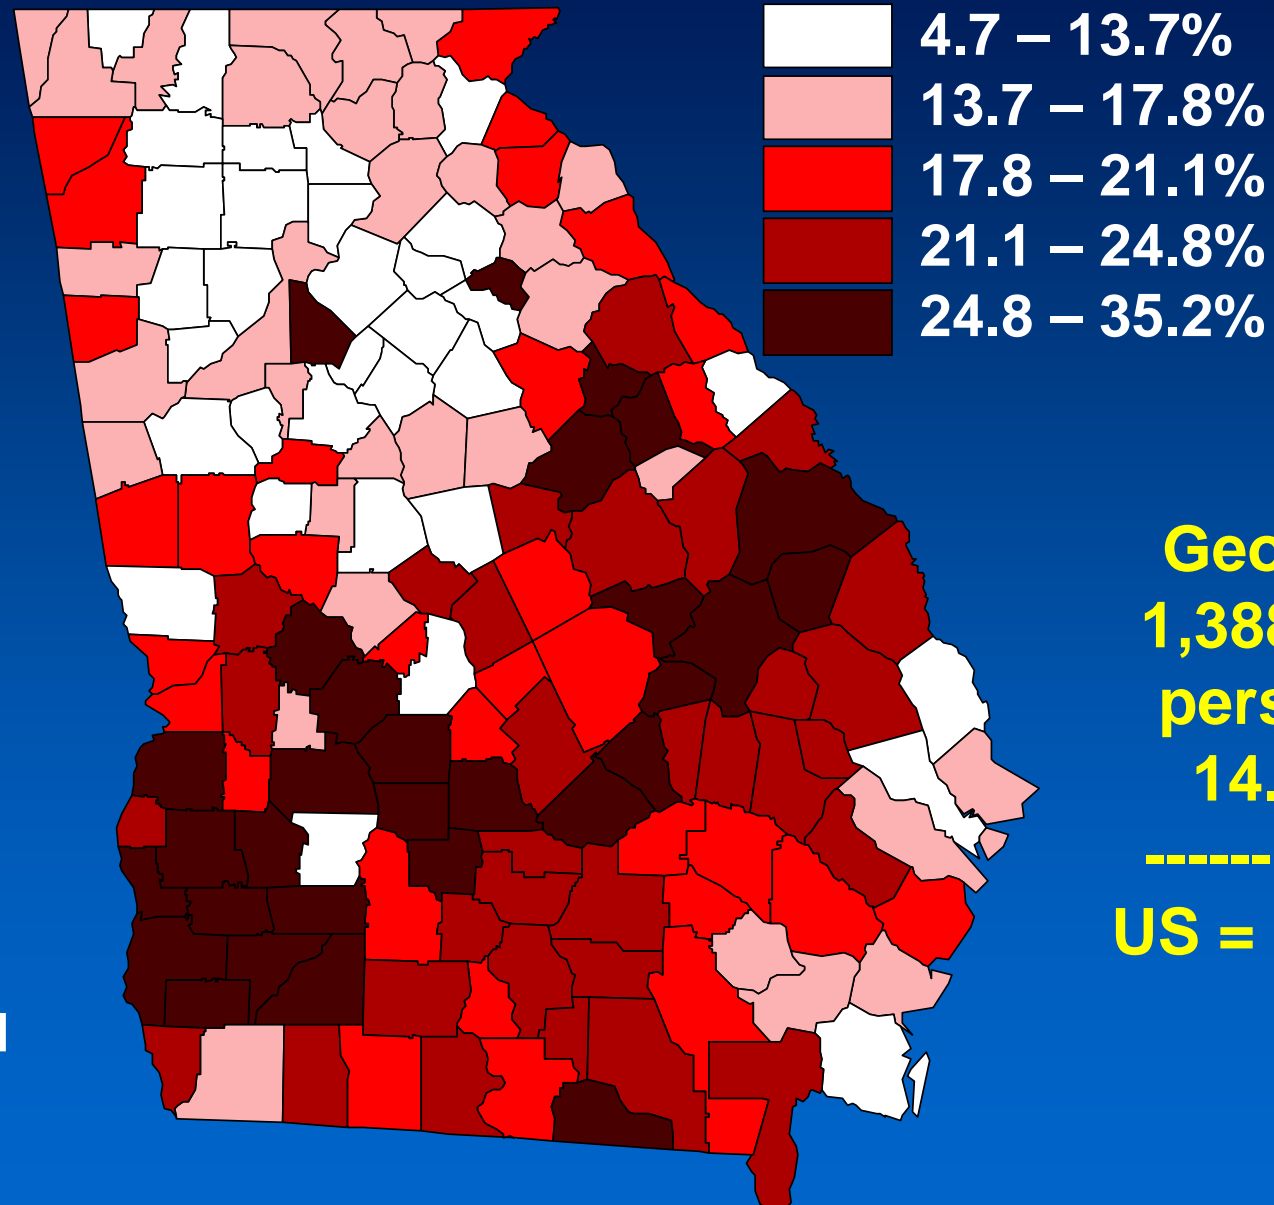 4.7 – 13.7%
13.7 – 17.8%
17.8 – 21.1%
21.1 – 24.8%
24.8 – 35.2%
Geo
1,388
pers
14.
------
US =